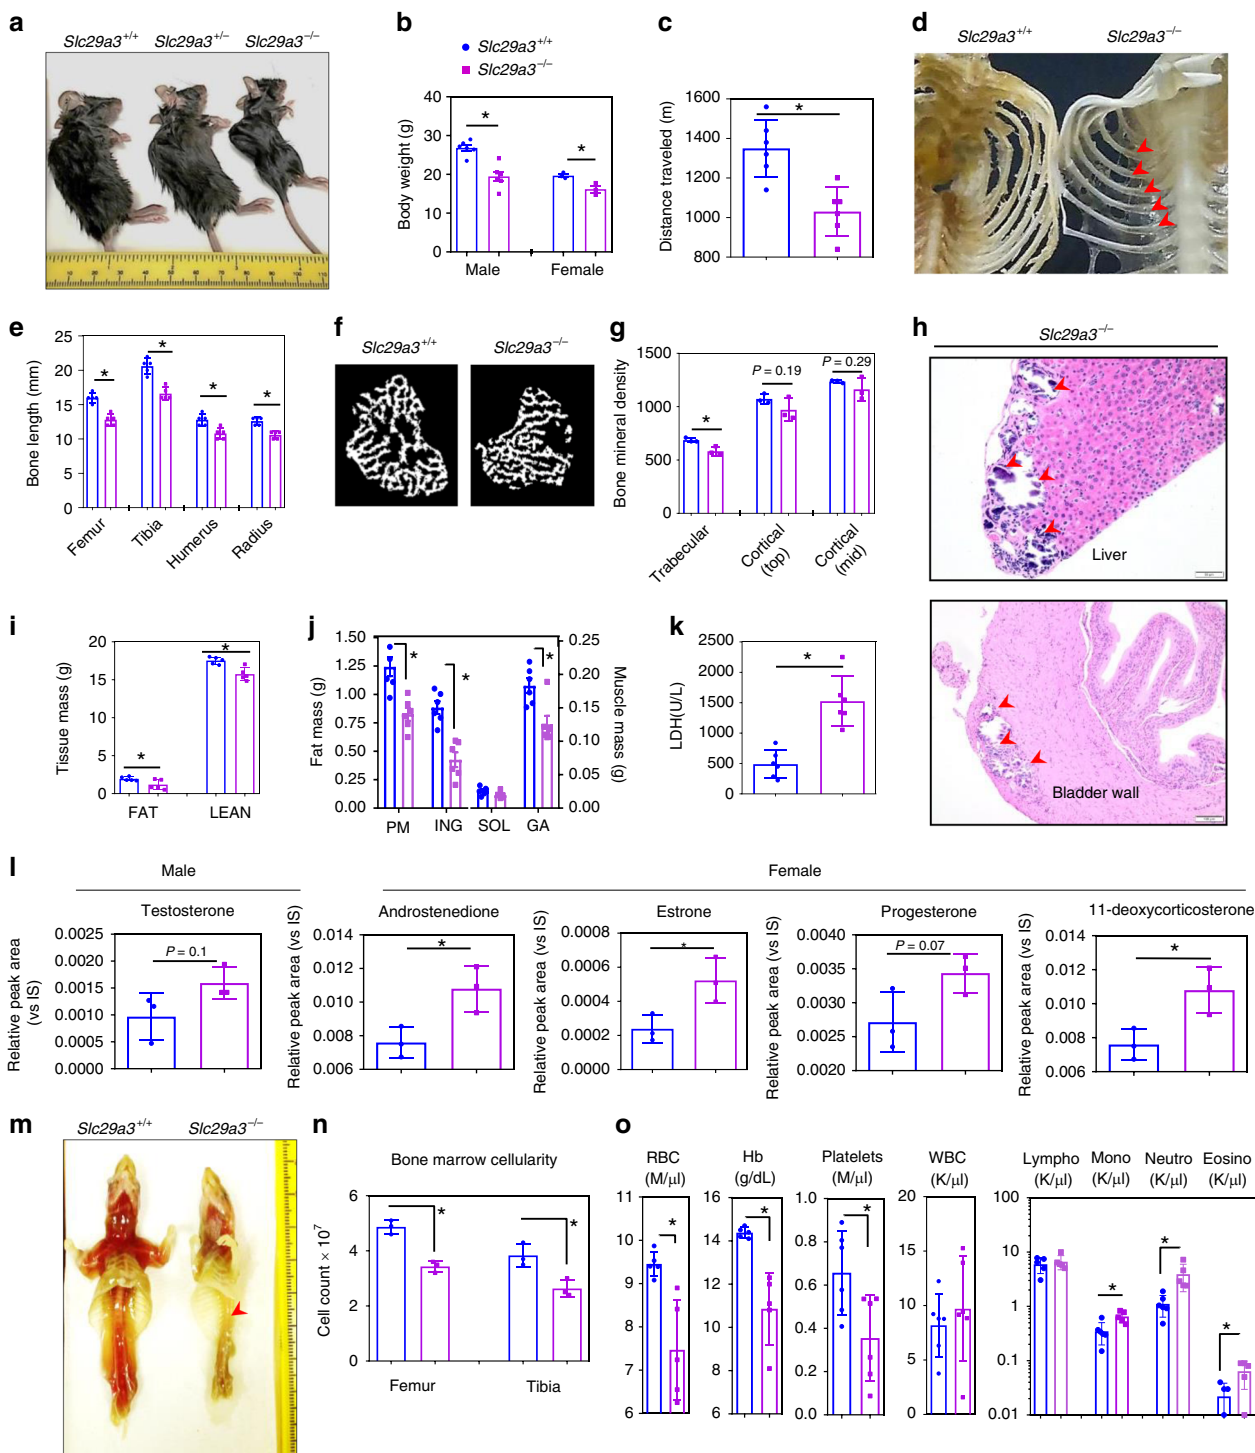 a
Slc29a3+/+ Slc29a3+/− Slc29a3−/−
10 20 30 40 50 60 70 80 90 100 110
b
Slc29a3+/+
Slc29a3−/−
Body weight (g)
40
30
20
10
0
*
*
Male Female
c
Distance traveled (m)
1600
1400
1200
1000
800
*
d
Slc29a3+/+ Slc29a3−/−
e
Bone length (mm)
25
20
15
10
5
0
* * * *
Femur Tibia Humerus Radius
f
Slc29a3+/+ Slc29a3−/−
g
Bone mineral density
1500
1000
500
0
*
P = 0.19
P = 0.29
Trabecular
Cortical (top)
Cortical (mid)
h
Slc29a3−/−
Liver
Bladder wall
i
Tissue mass (g)
20
15
10
5
0
*
*
FAT LEAN
j
Fat mass (g)
1.50
1.25
1.00
0.75
0.50
0.25
0.00
* * *
PM ING SOL GA
0.25
0.20
0.15
0.10
0.05
0.00
Muscle mass (g)
k
LDH(U/L)
2500
2000
1500
1000
500
0
*
l
Male
Female
Testosterone
Relative peak area (vs IS)
0.0025
0.0020
0.0015
0.0010
0.0005
0.0000
P = 0.1
Androstenedione
Relative peak area (vs IS)
0.014
0.012
0.010
0.008
0.006
*
Estrone
Relative peak area (vs IS)
0.0008
0.0006
0.0004
0.0002
0.0000
*
Progesterone
Relative peak area (vs IS)
0.0040
0.0035
0.0030
0.0025
0.0020
P = 0.07
11-deoxycorticosterone
Relative peak area (vs IS)
0.014
0.012
0.010
0.008
0.006
*
m
Slc29a3+/+ Slc29a3−/−
n
Bone marrow cellularity
Cell count × 10⁷
6
4
2
0
*
*
Femur Tibia
o
RBC
(M/μl)
11
10
9
8
7
6
*
Hb
(g/dL)
16
14
12
10
8
6
*
Platelets
(M/μl)
1.0
0.8
0.6
0.4
0.2
0.0
*
WBC
(K/μl)
20
15
10
5
0
Lympho Mono Neutro Eosino
(K/μl) (K/μl) (K/μl) (K/μl)
100
10
1
0.1
0.01
* * *